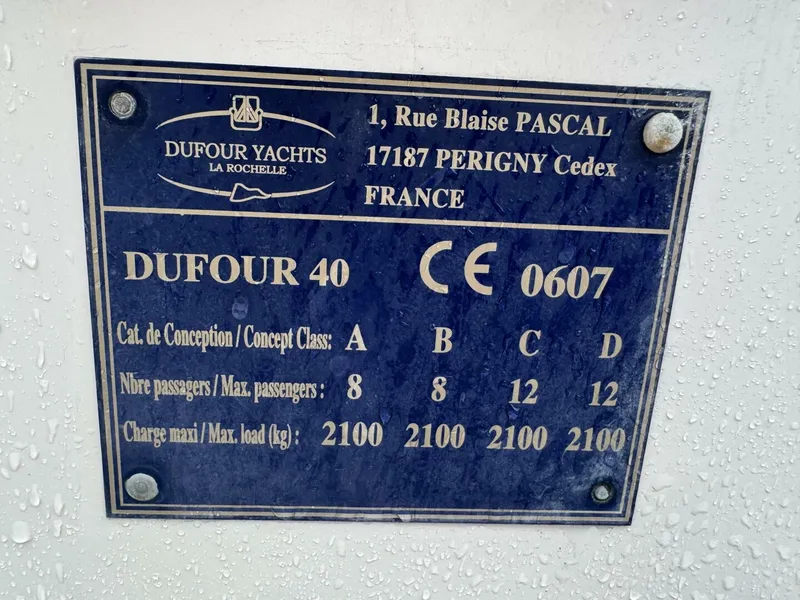 DUFOUR YACHTS
LA ROCHELLE
1, Rue Blaise PASCAL
17187 PERIGNY Cedex
FRANCE
DUFOUR 40 CE 0607
Cat. de Conception / Concept Class: A B C D
Nbre passagers / Max. passengers : 8 8 12 12
Charge maxi / Max. load (kg) : 2100 2100 2100 2100